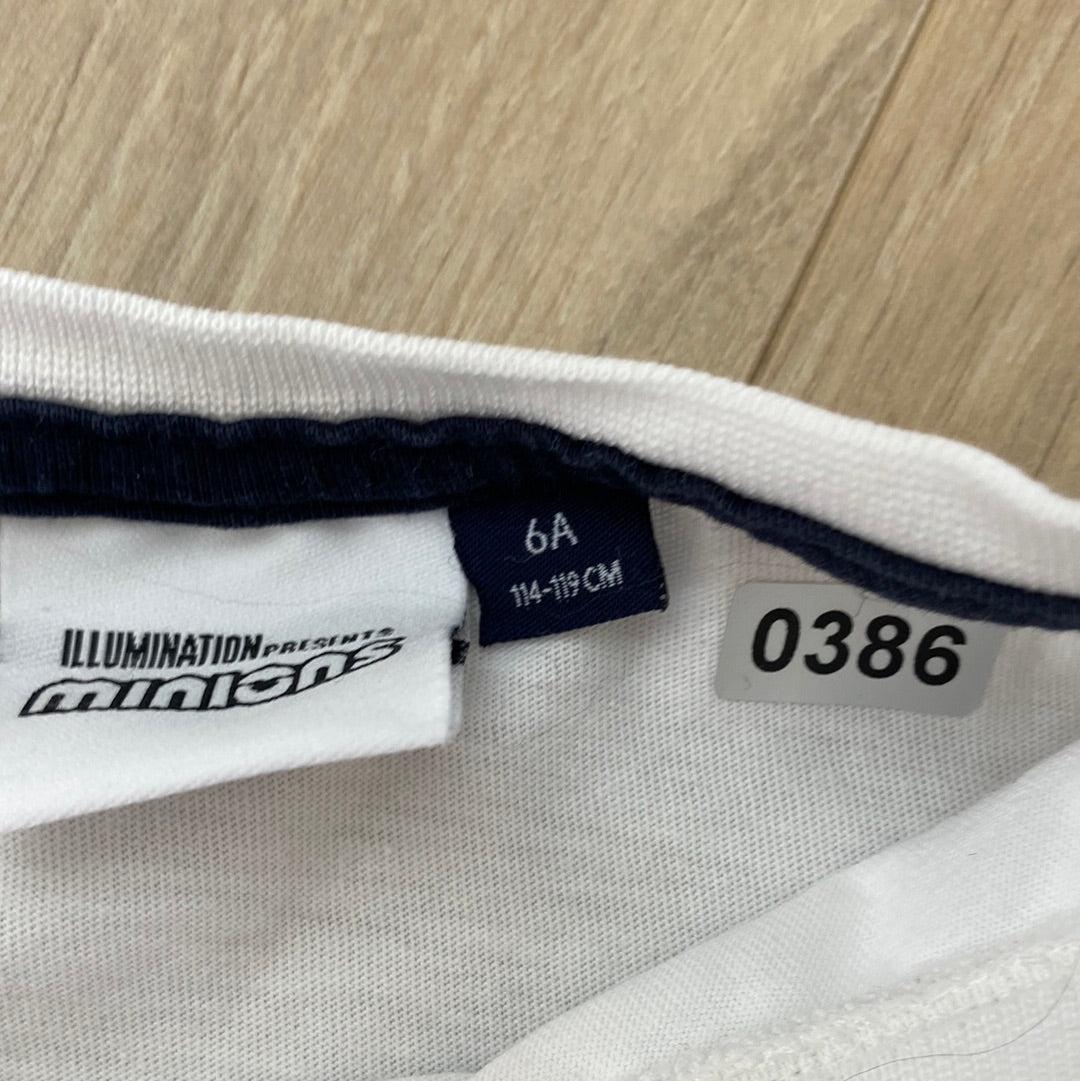 6A
114-119 CM
ILLUMINATION PRESENTS
minions
0386